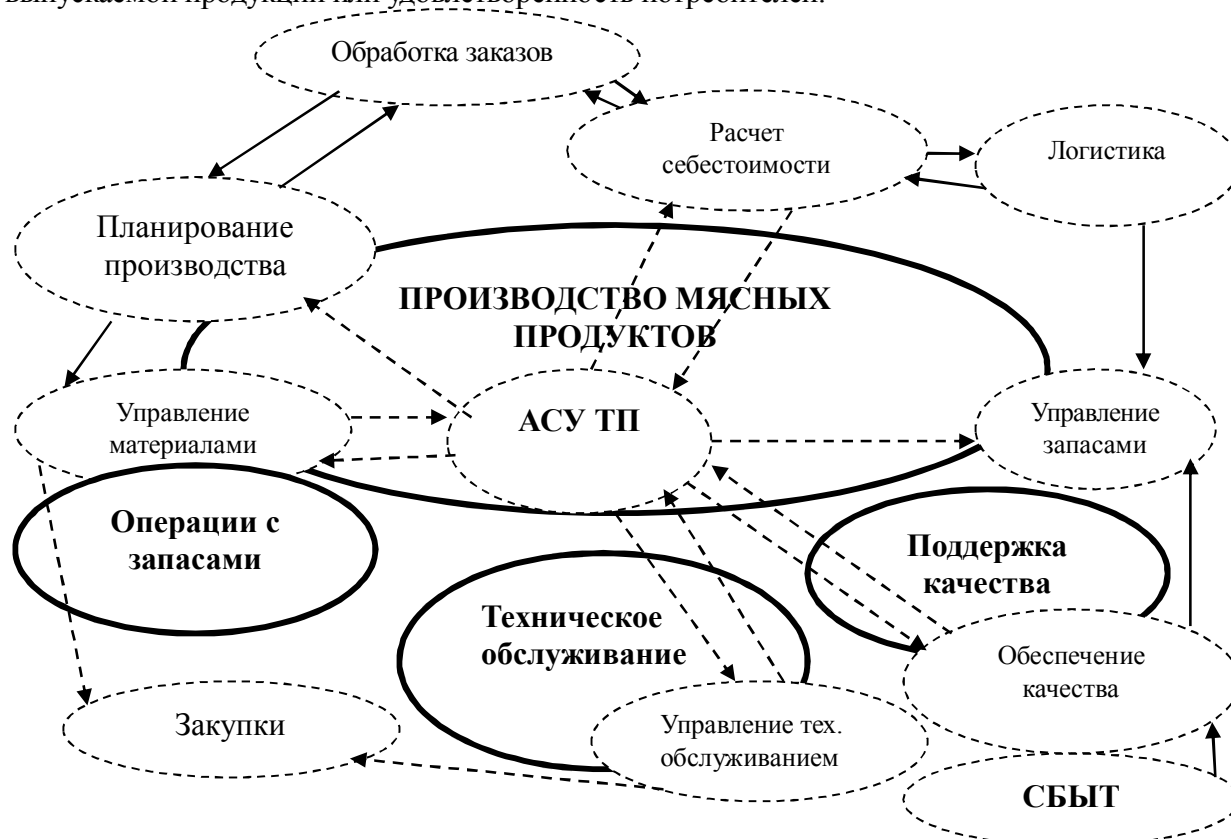 выпускаемой продукции или удовлетворенность потребителей.
Обработка заказов
Расчет
себестоимости
Логистика
Планирование
производства
ПРОИЗВОДСТВО МЯСНЫХ
ПРОДУКТОВ
Управление
материалами
АСУ ТП
Управление
запасами
Операции с
запасами
Поддержка
качества
Техническое
обслуживание
Обеспечение
качества
Закупки
Управление тех.
обслуживанием
СБЫТ